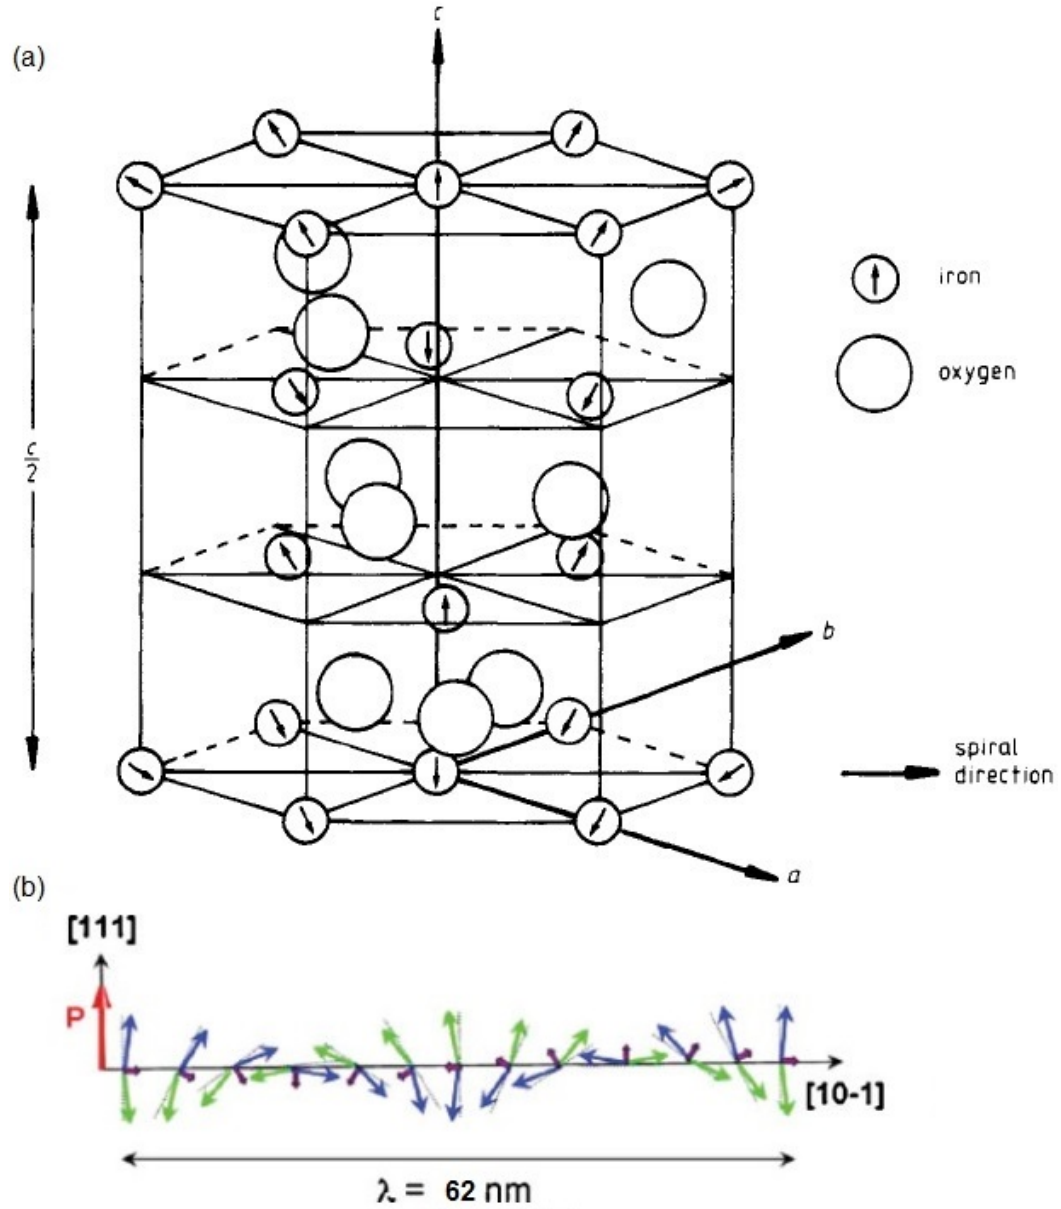 (a)
c
iron
oxygen
c
2
b
spiral
direction
a
(b)
[111]
P
[10-1]
λ = 62 nm